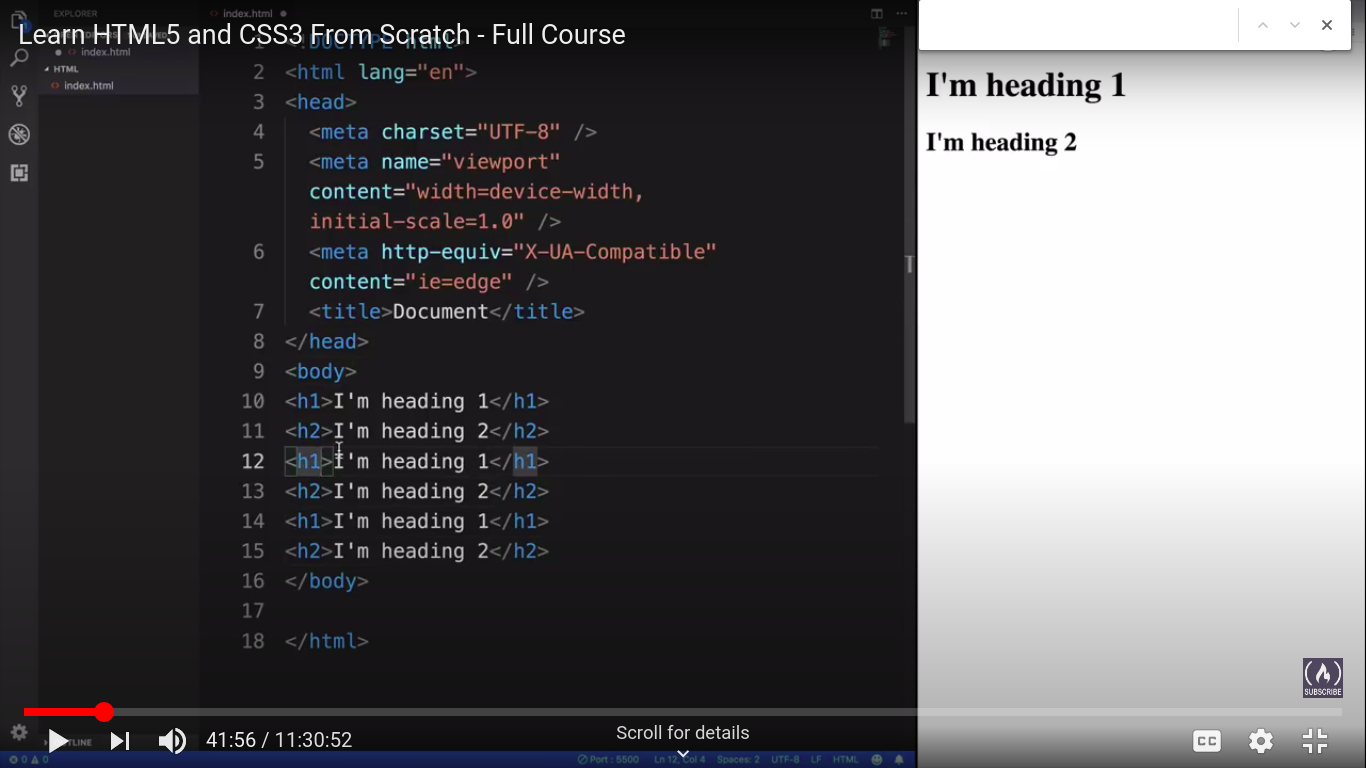 EXPLORER
index.html
Learn HTML5 and CSS3 From Scratch - Full Course
index.html
HTML
index.html
1 <!DOCTYPE html>
2 <html lang="en">
3 <head>
4 <meta charset="UTF-8" />
5 <meta name="viewport"
content="width=device-width,
initial-scale=1.0" />
6 <meta http-equiv="X-UA-Compatible"
content="ie=edge" />
7 <title>Document</title>
8 </head>
9 <body>
10 <h1>I'm heading 1</h1>
11 <h2>I'm heading 2</h2>
12 <h1>I'm heading 1</h1>
13 <h2>I'm heading 2</h2>
14 <h1>I'm heading 1</h1>
15 <h2>I'm heading 2</h2>
16 </body>
17
18 </html>
I'm heading 1
I'm heading 2
SUBSCRIBE
41:56 / 11:30:52
Scroll for details
CC
0 0
Port : 5500
Ln 12, Col 4
Spaces: 2
UTF-8
LF
HTML